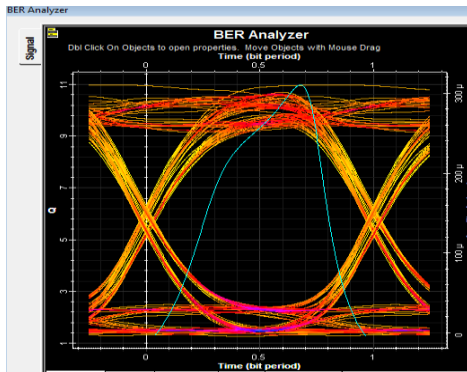 BER Analyzer
Signal
BER Analyzer
Dbl Click On Objects to open properties. Move Objects with Mouse Drag
Time (bit period)
0 0.5 1
11
9
7
5
3
1
Q
300 µ
200 µ
100 µ
0
0 0.5 1
Time (bit period)